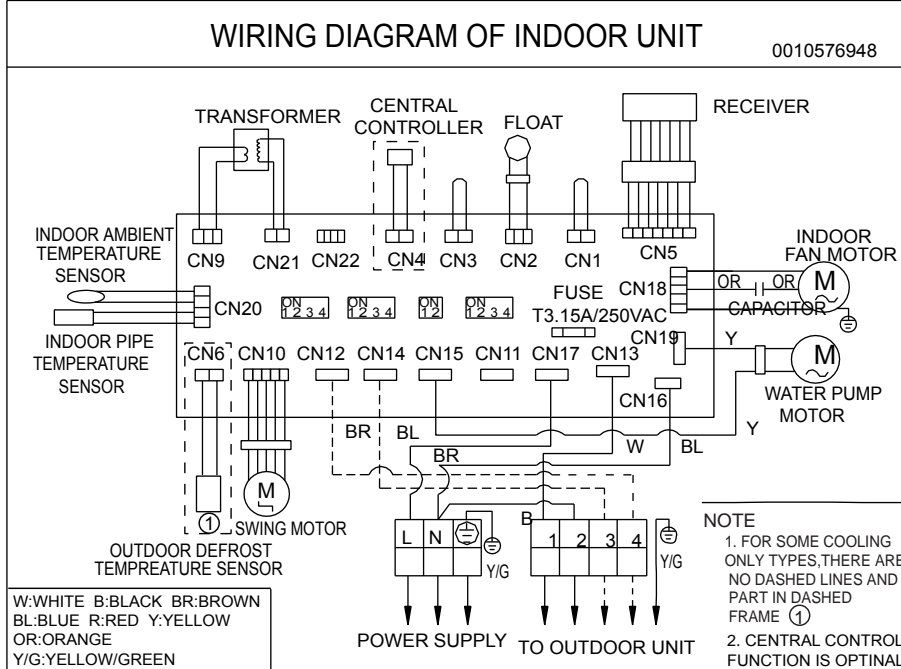 WIRING DIAGRAM OF INDOOR UNIT
0010576948
TRANSFORMER
CENTRAL
CONTROLLER
FLOAT
RECEIVER
INDOOR AMBIENT
TEMPERATURE
SENSOR
CN9
CN21
CN22
CN4
CN3
CN2
CN1
CN5
INDOOR
FAN MOTOR
M
CN20
ON
1 2 3 4
ON
1 2 3 4
ON
1 2
ON
1 2 3 4
FUSE
T3.15A/250VAC
CN18
OR
OR
CAPACITOR
INDOOR PIPE
TEMPERATURE
SENSOR
CN6
CN10
CN12
CN14
CN15
CN11
CN17
CN13
CN19
Y
M
WATER PUMP
MOTOR
CN16
BR
BL
BR
W
BL
Y
M
1
SWING MOTOR
OUTDOOR DEFROST
TEMPREATURE SENSOR
L
N
Y/G
B
1
2
3
4
Y/G
POWER SUPPLY
TO OUTDOOR UNIT
W:WHITE B:BLACK BR:BROWN
BL:BLUE R:RED Y:YELLOW
OR:ORANGE
Y/G:YELLOW/GREEN
NOTE
1. FOR SOME COOLING
ONLY TYPES,THERE ARE
NO DASHED LINES AND
PART IN DASHED
FRAME 1
2. CENTRAL CONTROL
FUNCTION IS OPTINAL